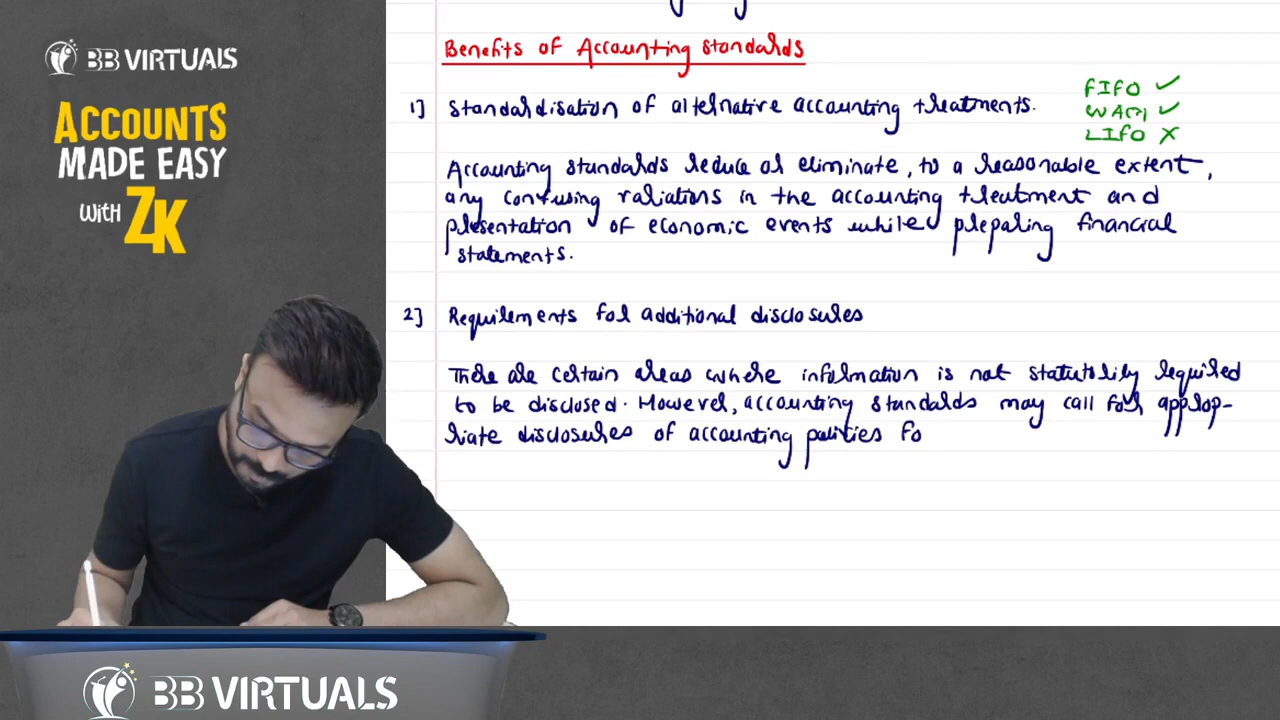 BB VIRTUALS
ACCOUNTS
MADE EASY
WITH ZK
Benefits of Accounting Standards
1] Standardisation of alternative accounting treatments.
FIFO ✓
WAM ✓
LIFO X
Accounting standards reduce or eliminate, to a reasonable extent,
any confusing variations in the accounting treatment and
presentation of economic events while preparing financial
statements.
2] Requirements for additional disclosures
There are certain areas where information is not statutorily required
to be disclosed. However, accounting standards may call for approp-
riate disclosures of accounting policies fo
BB VIRTUALS